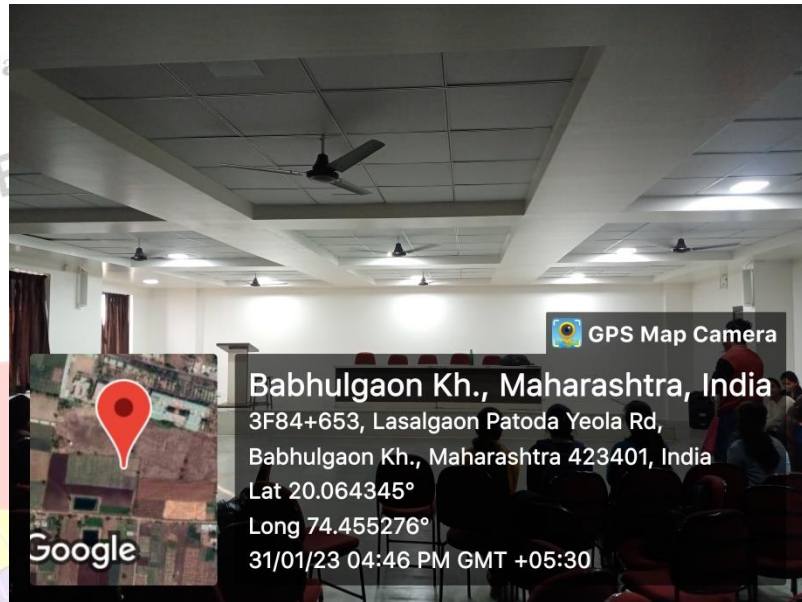 GPS Map Camera
Babhulgaon Kh., Maharashtra, India
3F84+653, Lasalgaon Patoda Yeola Rd,
Babhulgaon Kh., Maharashtra 423401, India
Lat 20.064345°
Long 74.455276°
31/01/23 04:46 PM GMT +05:30
Google